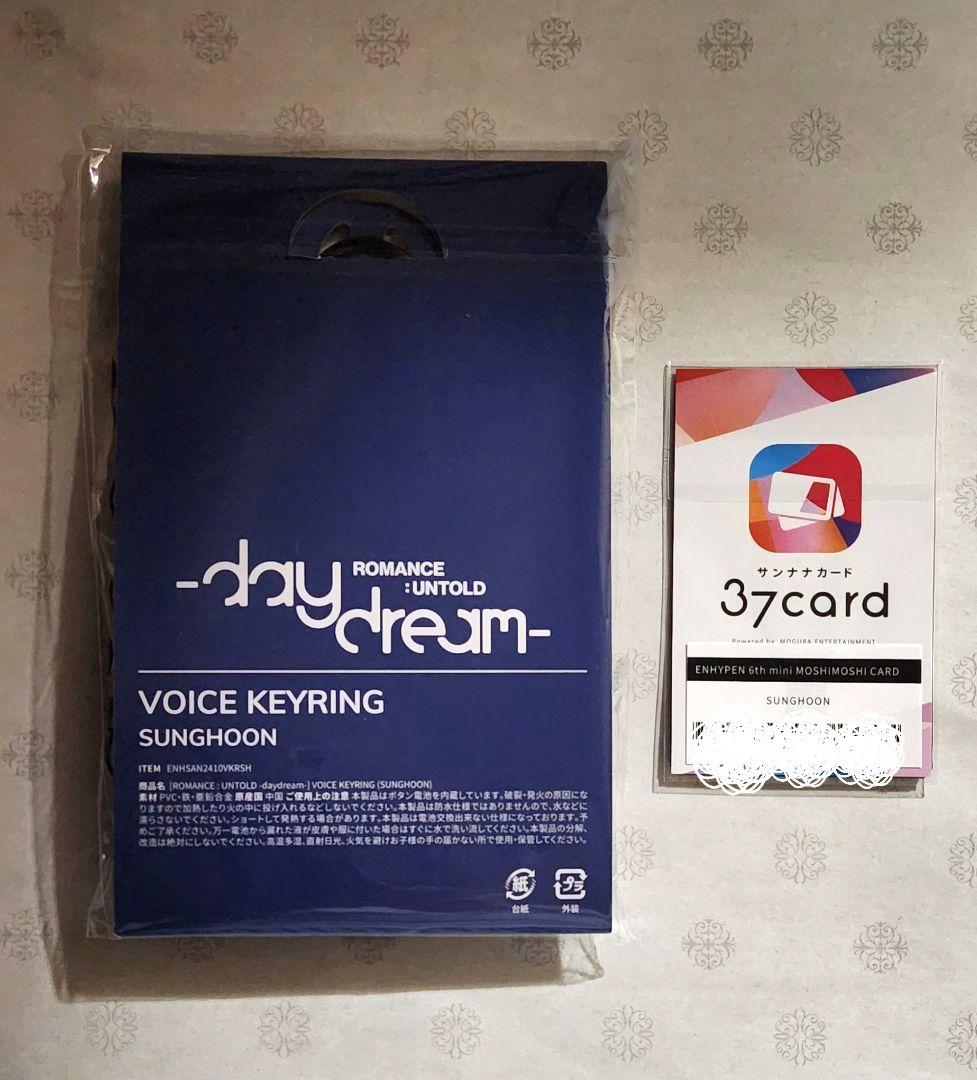 -day
ROMANCE
:UNTOLD
dream-
VOICE KEYRING
SUNGHOON
ITEM ENHSAN2410VKRSH
商品名 [ROMANCE : UNTOLD -daydream-] VOICE KEYRING (SUNGHOON)
素材 PVC・鉄・亜鉛合金 原産国 中国 ご使用上の注意 本製品はボタン電池を内蔵しています。破裂・発火の原因にな
りますので加熱したり火の中に投げ入れるなどしないでください。本製品は防水仕様ではありませんので、水などに
濡らさないでください。ショートして発熱する場合があります。本製品は電池交換出来ない仕様になっております。予
めご了承ください。万一電池から漏れた液が皮膚や服に付いた場合はすぐに水で洗い流してください。本製品の分解、
改造は絶対にしないでください。高温多湿、直射日光、火気を避けお子様の手の届かない所で使用・保管してください。
紙
台紙
プラ
外装
サンナナカード
37card
Powered by MOGURA ENTERTAINMENT
ENHYPEN 6th mini MOSHIMOSHI CARD
SUNGHOON